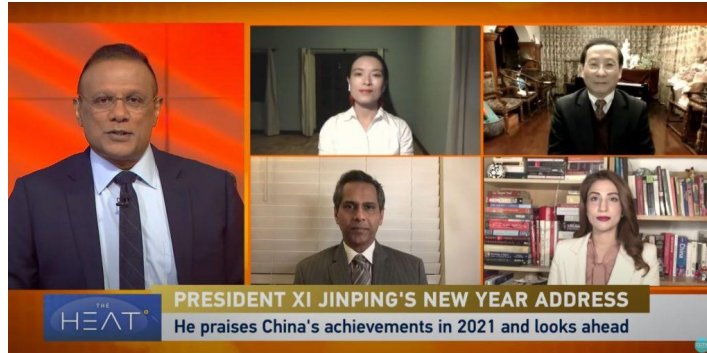 THE
HEAT
PRESIDENT XI JINPING'S NEW YEAR ADDRESS
He praises China's achievements in 2021 and looks ahead